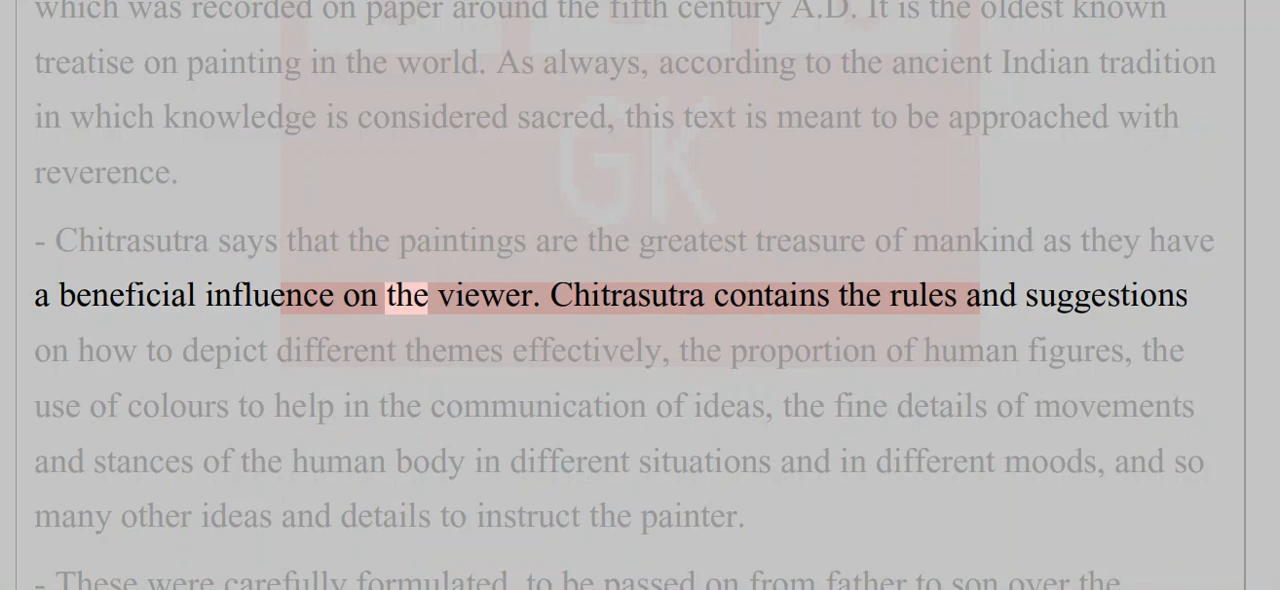 which was recorded on paper around the fifth century A.D. It is the oldest known
treatise on painting in the world. As always, according to the ancient Indian tradition
in which knowledge is considered sacred, this text is meant to be approached with
reverence.
GK
- Chitrasutra says that the paintings are the greatest treasure of mankind as they have
a beneficial influence on the viewer. Chitrasutra contains the rules and suggestions
on how to depict different themes effectively, the proportion of human figures, the
use of colours to help in the communication of ideas, the fine details of movements
and stances of the human body in different situations and in different moods, and so
many other ideas and details to instruct the painter.
- These were carefully formulated, to be passed on from father to son over the